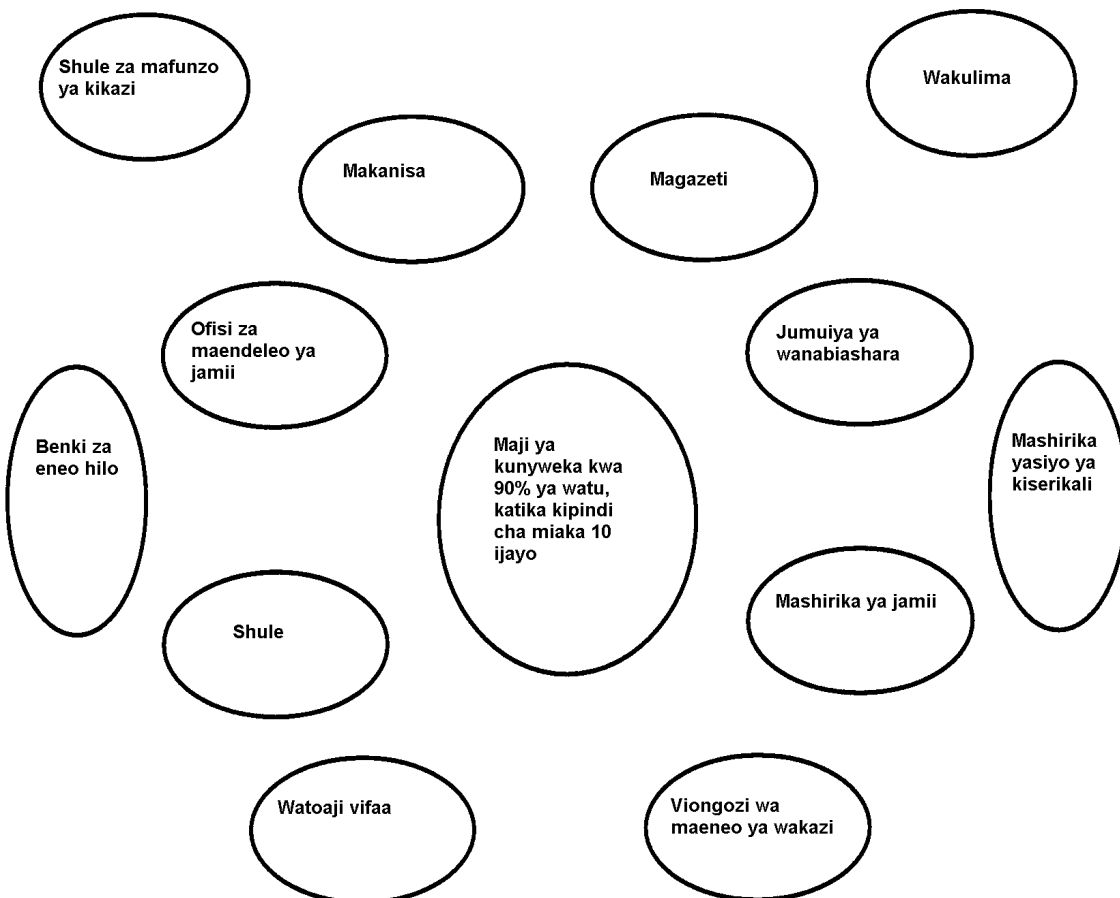 Shule za mafunzo
ya kikazi
Wakulima
Makanisa
Magazeti
Ofisi za
maendeleo ya
jamii
Jumuiya ya
wanabiashara
Benki za
eneo hilo
Maji ya
kunyweka kwa
90% ya watu,
katika kipindi
cha miaka 10
ijayo
Mashirika
yasiyo ya
kiserikali
Shule
Mashirika ya jamii
Watoaji vifaa
Viongozi wa
maeneo ya wakazi